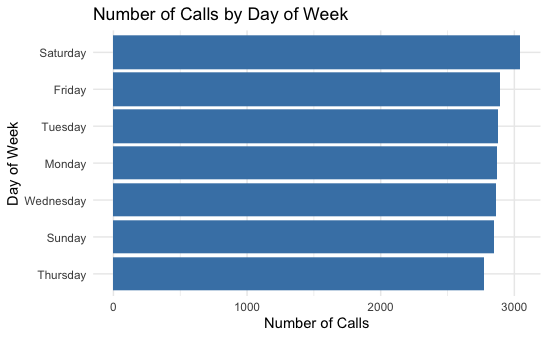 Number of Calls by Day of Week
Day of Week
Saturday
Friday
Tuesday
Monday
Wednesday
Sunday
Thursday
0 1000 2000 3000
Number of Calls